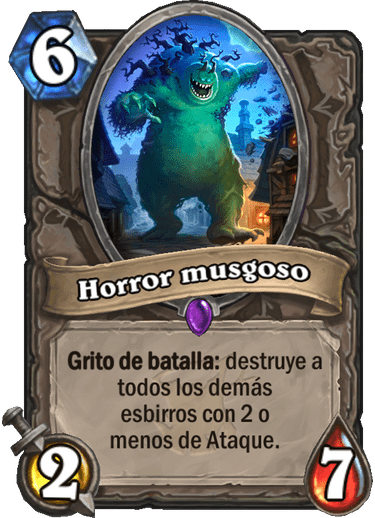 6
Horror musgoso
Grito de batalla: destruye a
todos los demás
esbirros con 2 o
menos de Ataque.
2
7